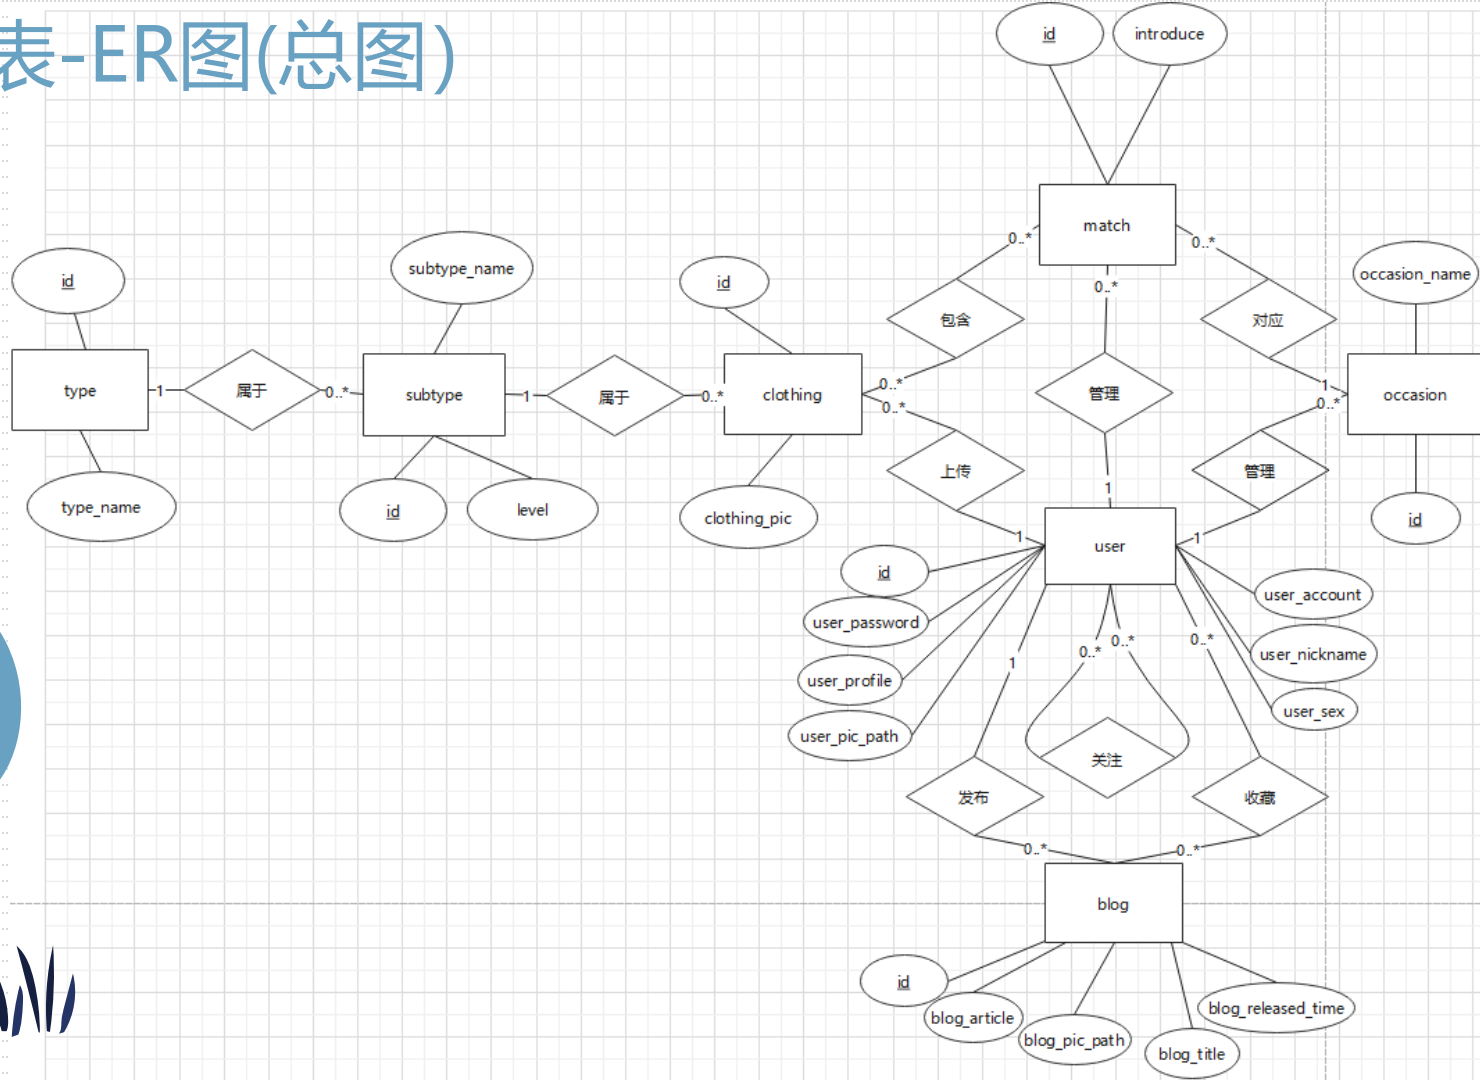 表-ER图(总图)
id
introduce
match
0..*
0..*
0..*
id
subtype_name
id
occasion_name
包含
对应
type
1
属于
0..*
subtype
1
属于
0..*
clothing
0..*
0..*
管理
1
0..*
occasion
type_name
id
level
clothing_pic
上传
1
管理
id
1
user
1
id
user_password
user_profile
user_pic_path
user_account
user_nickname
user_sex
1
0..*
0..*
0..*
发布
关注
收藏
0..*
0..*
blog
id
blog_article
blog_pic_path
blog_title
blog_released_time